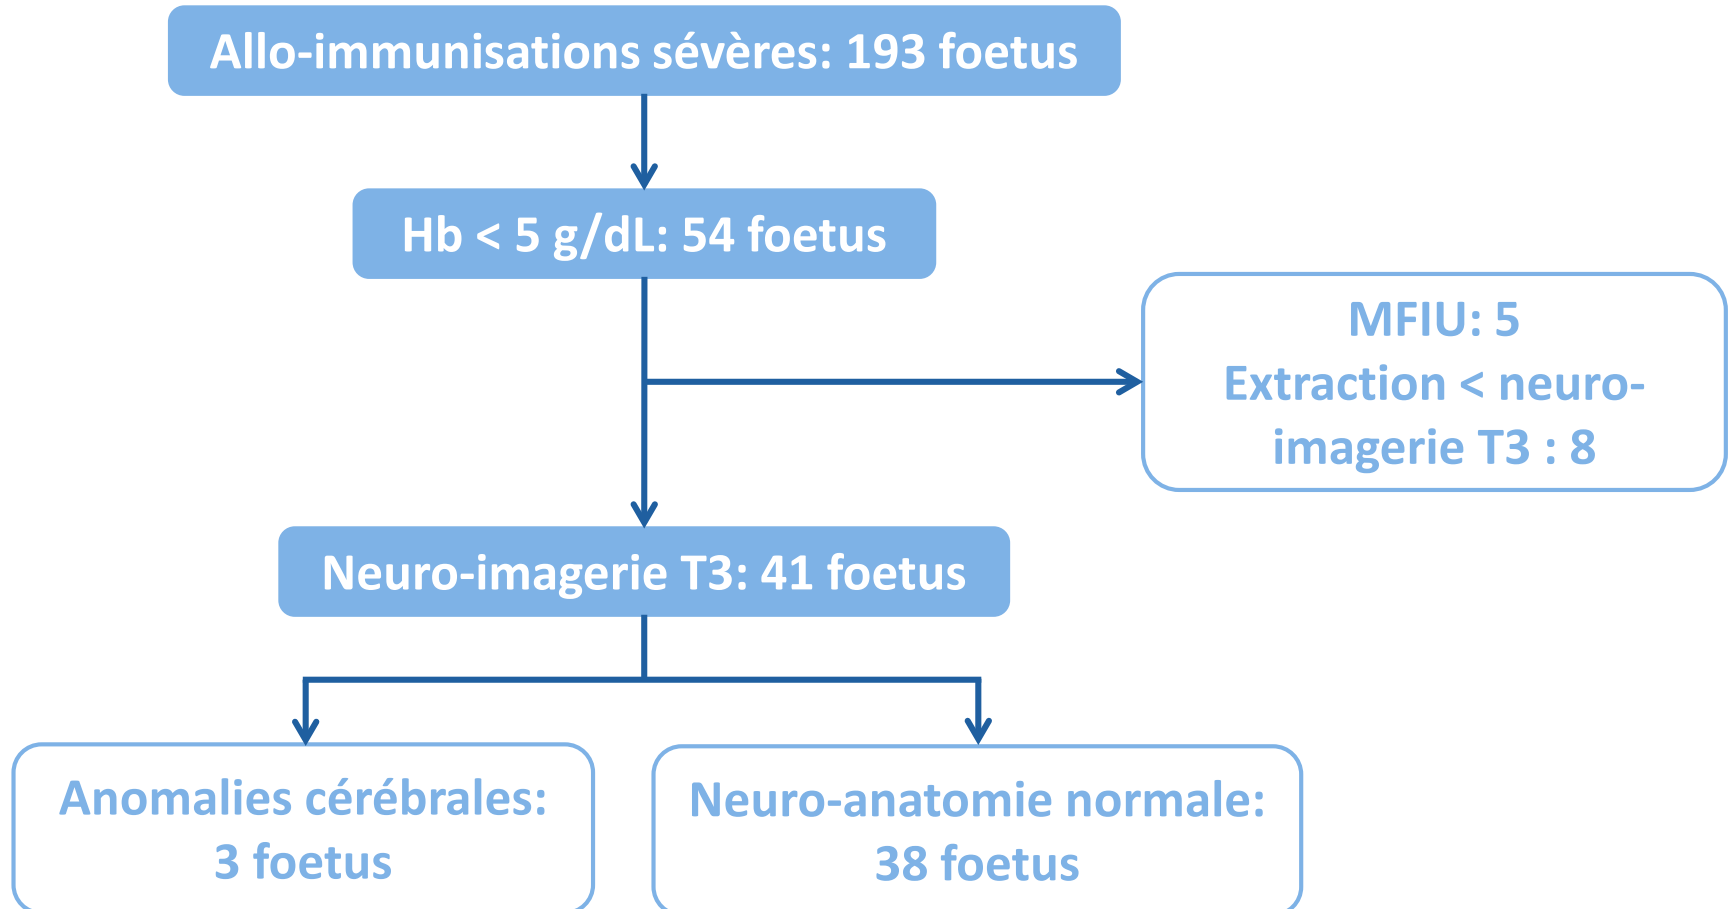 Allo-immunisations sévères: 193 foetus
Hb < 5 g/dL: 54 foetus
MFIU: 5
Extraction < neuro-
imagerie T3 : 8
Neuro-imagerie T3: 41 foetus
Anomalies cérébrales:
3 foetus
Neuro-anatomie normale:
38 foetus